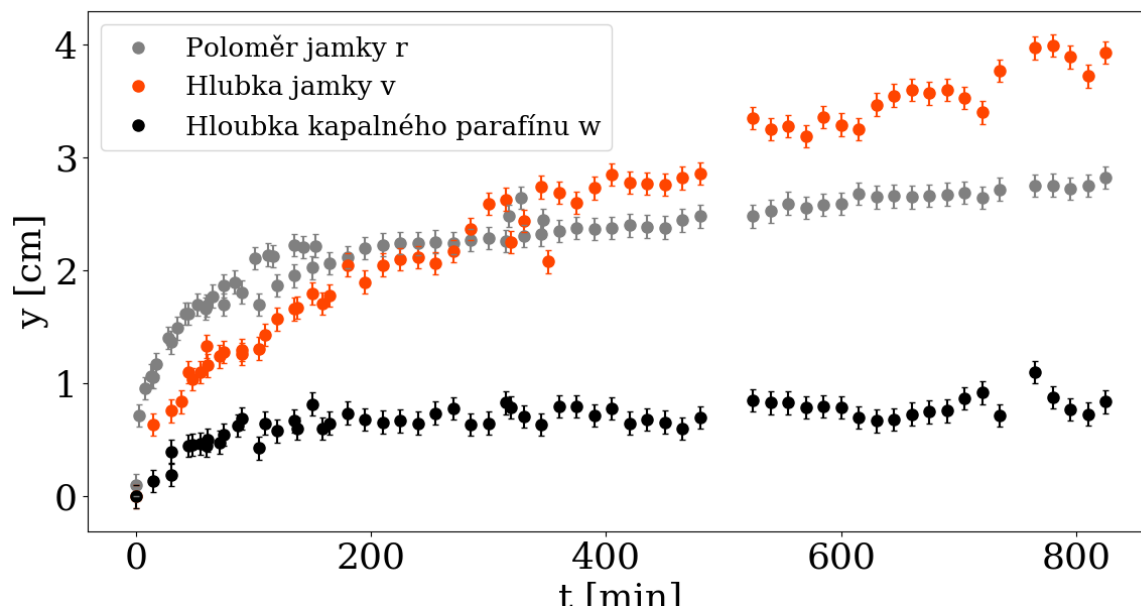 Poloměr jamky r
Hlubka jamky v
Hloubka kapalného parafínu w
y [cm]
4
3
2
1
0
0 200 400 600 800
t [min]